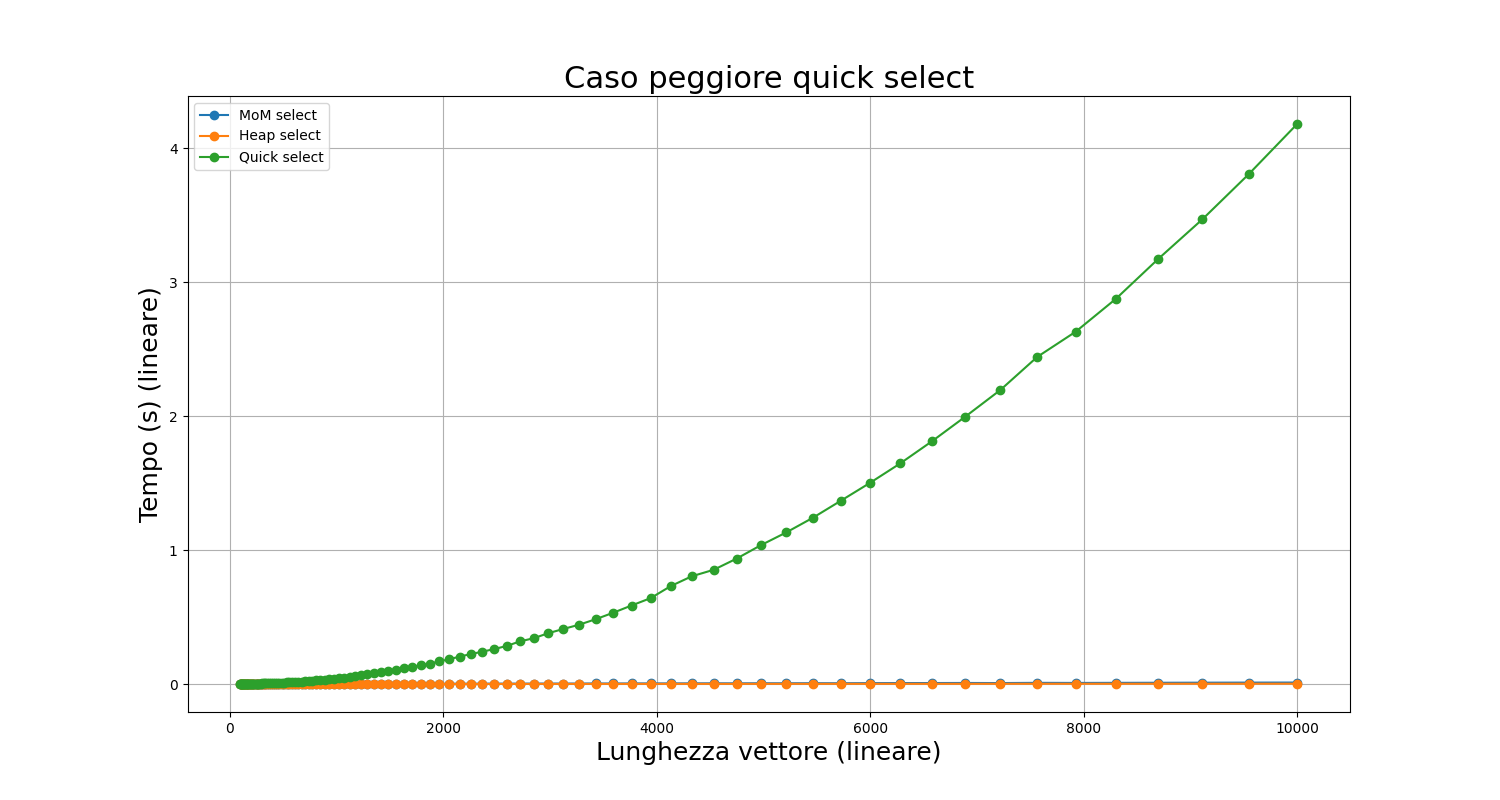 Caso peggiore quick select
MoM select
Heap select
Quick select
Tempo (s) (lineare)
4
3
2
1
0
0 2000 4000 6000 8000 10000
Lunghezza vettore (lineare)